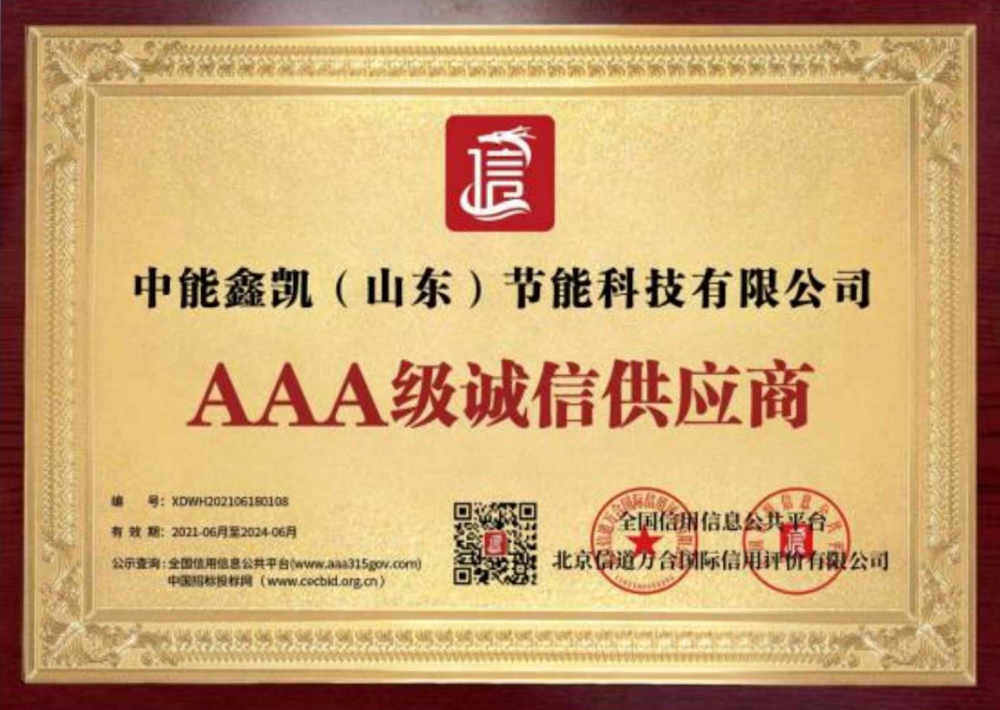 信
中能鑫凯（山东）节能科技有限公司
AAA级诚信供应商
编 号：XDWH202106180108
有 效 期：2021-06月至2024-06月
公示查询：全国信用信息公共平台(www.aaa315gov.com)
中国招标投标网（www.cecbid.org.cn）
全国信用信息公共平台
北京信道万合国际信用评价有限公司